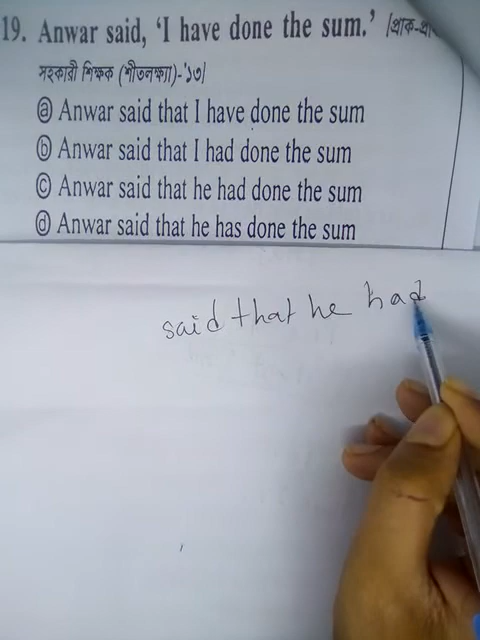 19. Anwar said, ‘I have done the sum.’ [প্রাক-প্রা
সহকারী শিক্ষক (শীতলক্ষ্যা)-'১৩]
ⓐ Anwar said that I have done the sum
ⓑ Anwar said that I had done the sum
ⓒ Anwar said that he had done the sum
ⓓ Anwar said that he has done the sum
said that he had